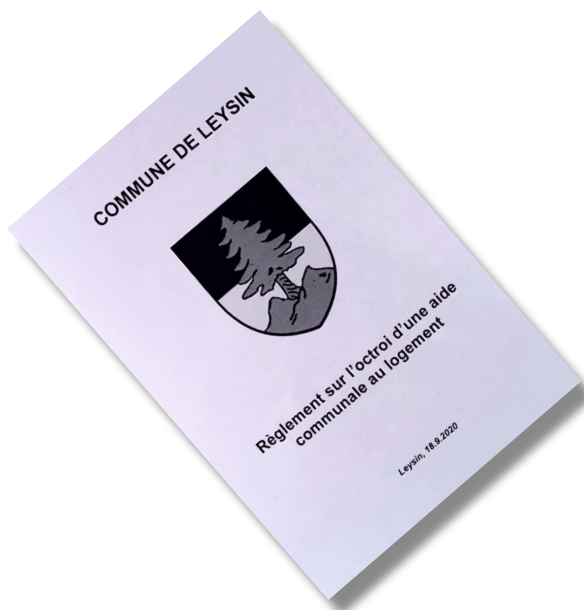 COMMUNE DE LEYSIN
Règlement sur l'octroi d'une aide
communale au logement
Leysin, 18.9.2020